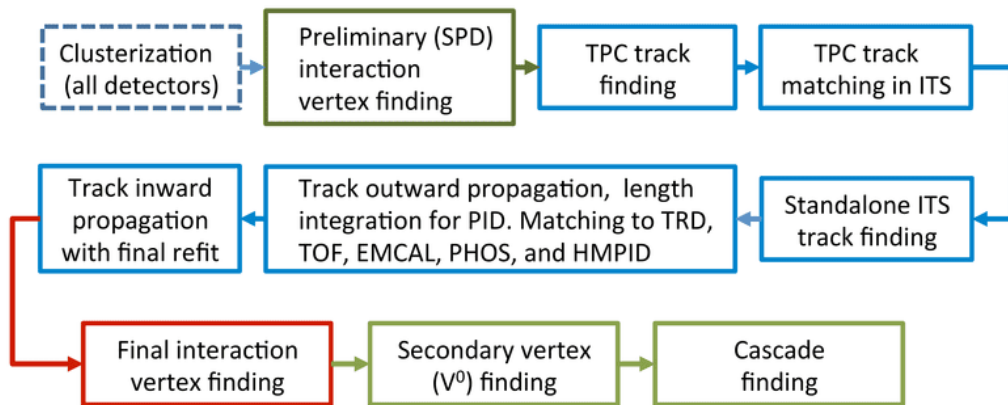 Clusterization
(all detectors)
Preliminary (SPD)
interaction
vertex finding
TPC track
finding
TPC track
matching in ITS
Track inward
propagation
with final refit
Track outward propagation, length
integration for PID. Matching to TRD,
TOF, EMCAL, PHOS, and HMPID
Standalone ITS
track finding
Final interaction
vertex finding
Secondary vertex
(V⁰) finding
Cascade
finding